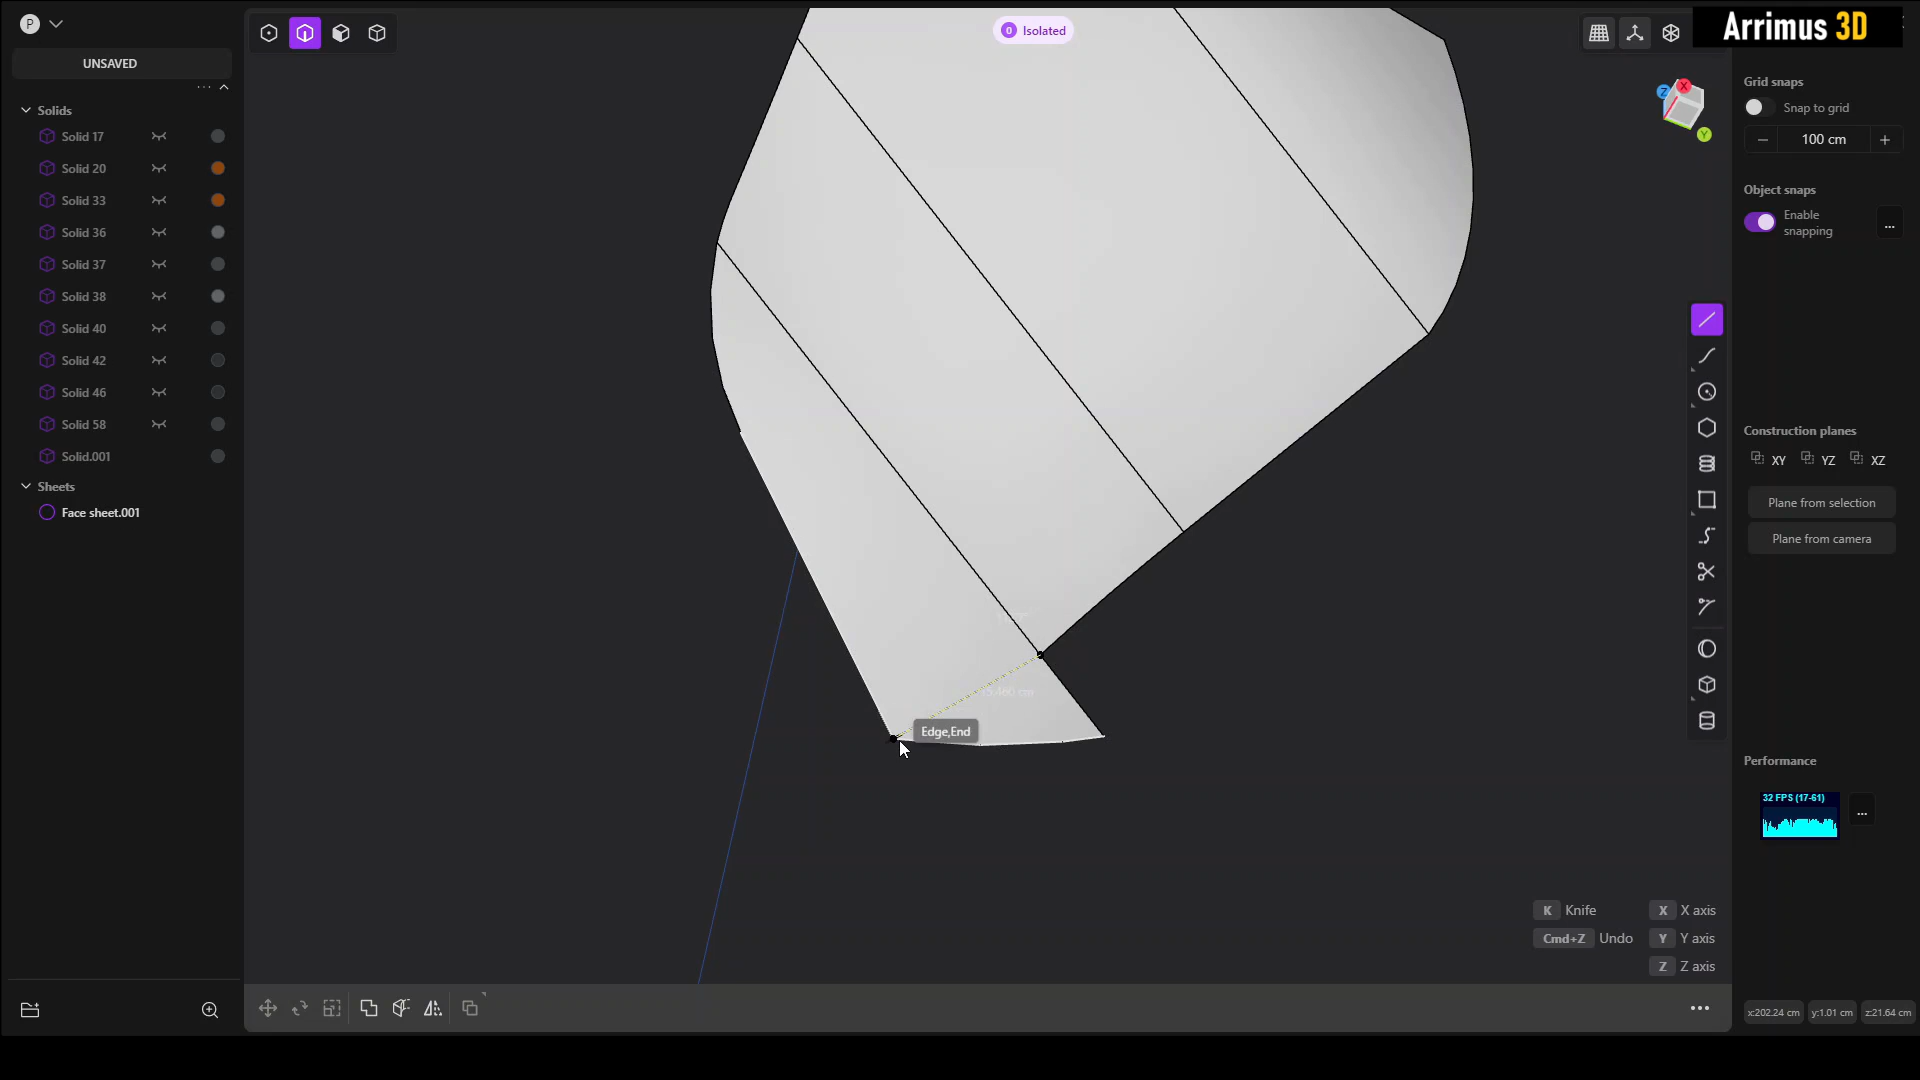 P
UNSAVED
Solids
Solid 17
Solid 20
Solid 33
Solid 36
Solid 37
Solid 38
Solid 40
Solid 42
Solid 46
Solid 58
Solid.001
Sheets
Face sheet.001
0 Isolated
Arrimus 3D
Z
X
Y
Grid snaps
Snap to grid
100 cm
Object snaps
Enable
snapping
...
Construction planes
XY
YZ
XZ
Plane from selection
Plane from camera
Edge,End
Performance
32 FPS (17-61)
...
K Knife
X X axis
Cmd+Z Undo
Y Y axis
Z Z axis
x:202.24 cm
y:1.01 cm
z:21.64 cm